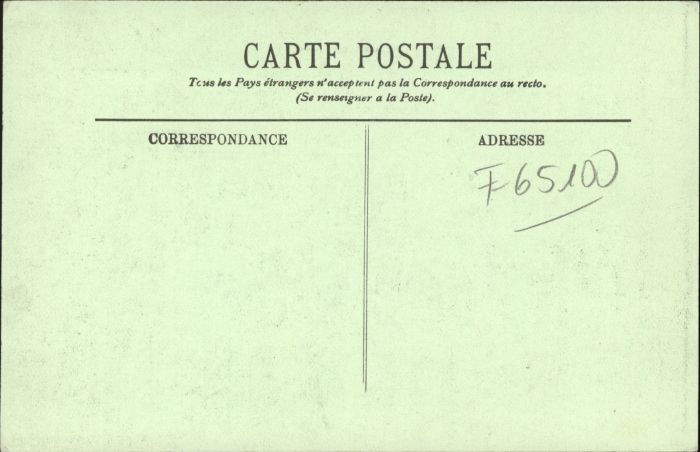 CARTE POSTALE
Tous les Pays étrangers n'acceptent pas la Correspondance au recto.
(Se renseigner a la Poste).
CORRESPONDANCE
ADRESSE
F65100